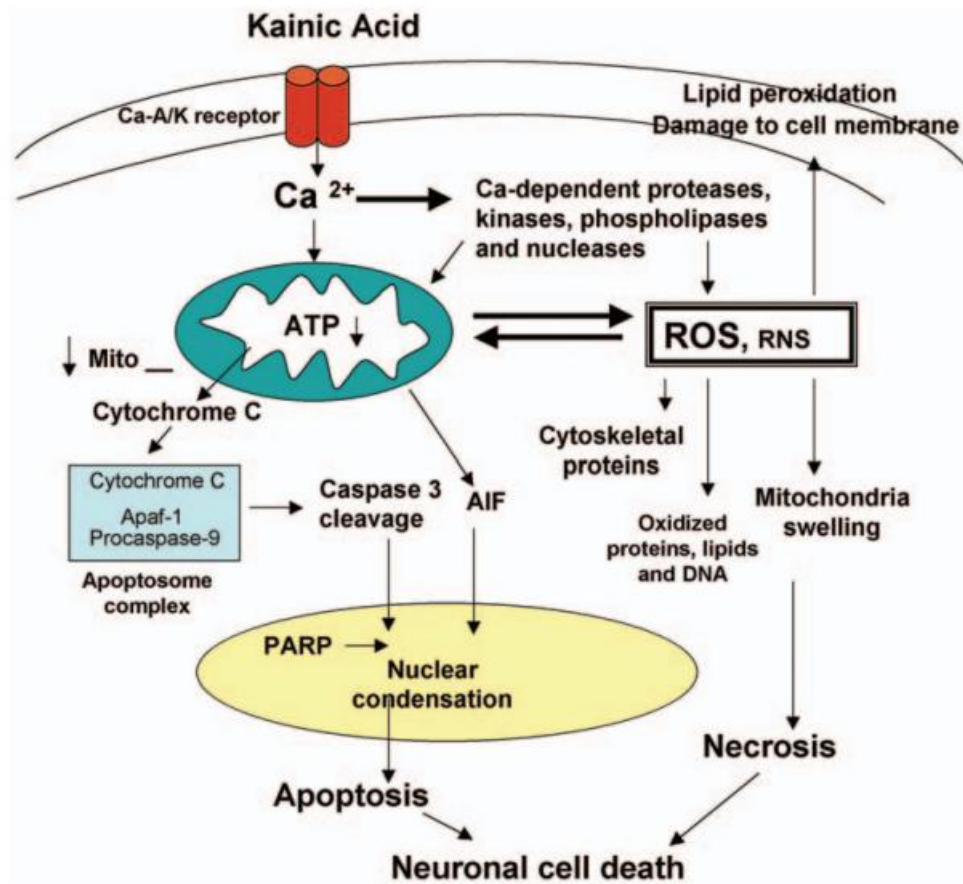 Kainic Acid
Ca-A/K receptor
Lipid peroxidation
Damage to cell membrane
Ca 2+
Ca-dependent proteases,
kinases, phospholipases
and nucleases
ATP
ROS, RNS
Mito _
Cytochrome C
Cytoskeletal
proteins
Cytochrome C
Apaf-1
Procaspase-9
Apoptosome
complex
Caspase 3
cleavage
AIF
Oxidized
proteins, lipids
and DNA
Mitochondria
swelling
PARP
Nuclear
condensation
Necrosis
Apoptosis
Neuronal cell death